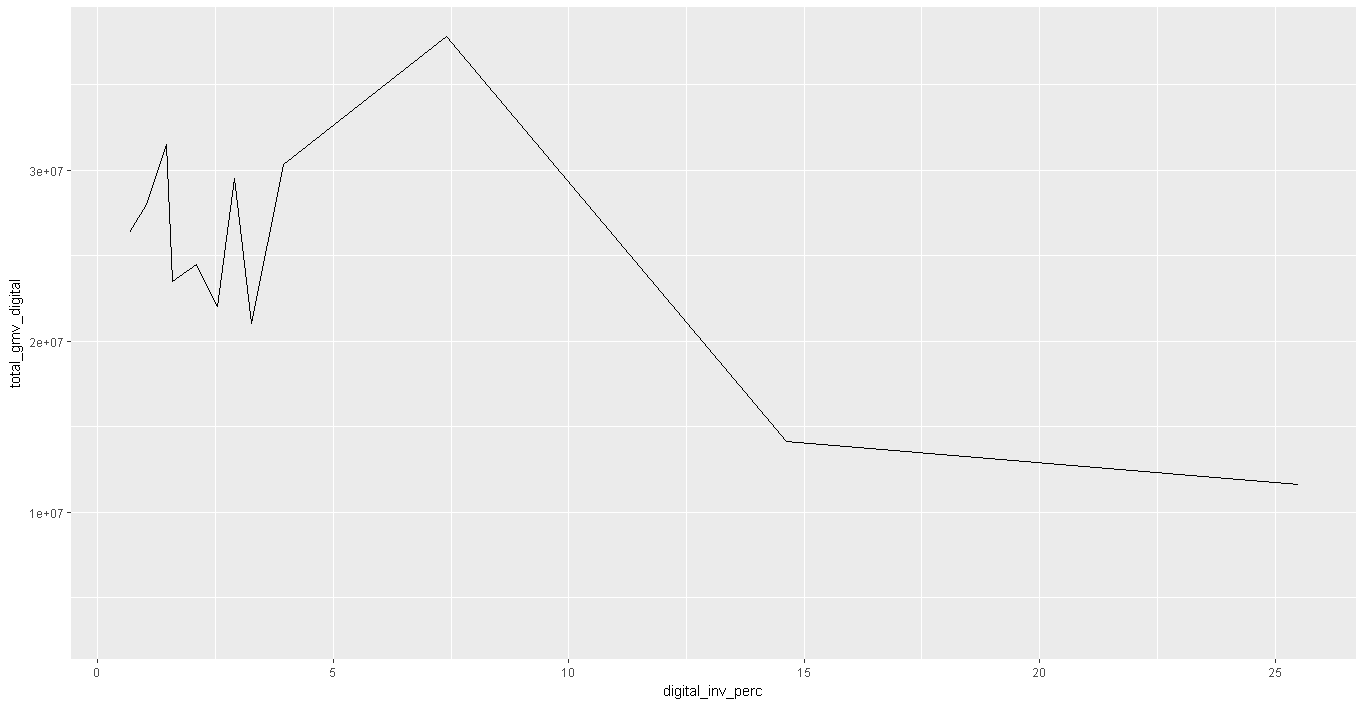 total_gmv_digital
3e+07
2e+07
1e+07
0 5 10 15 20 25
digital_inv_perc